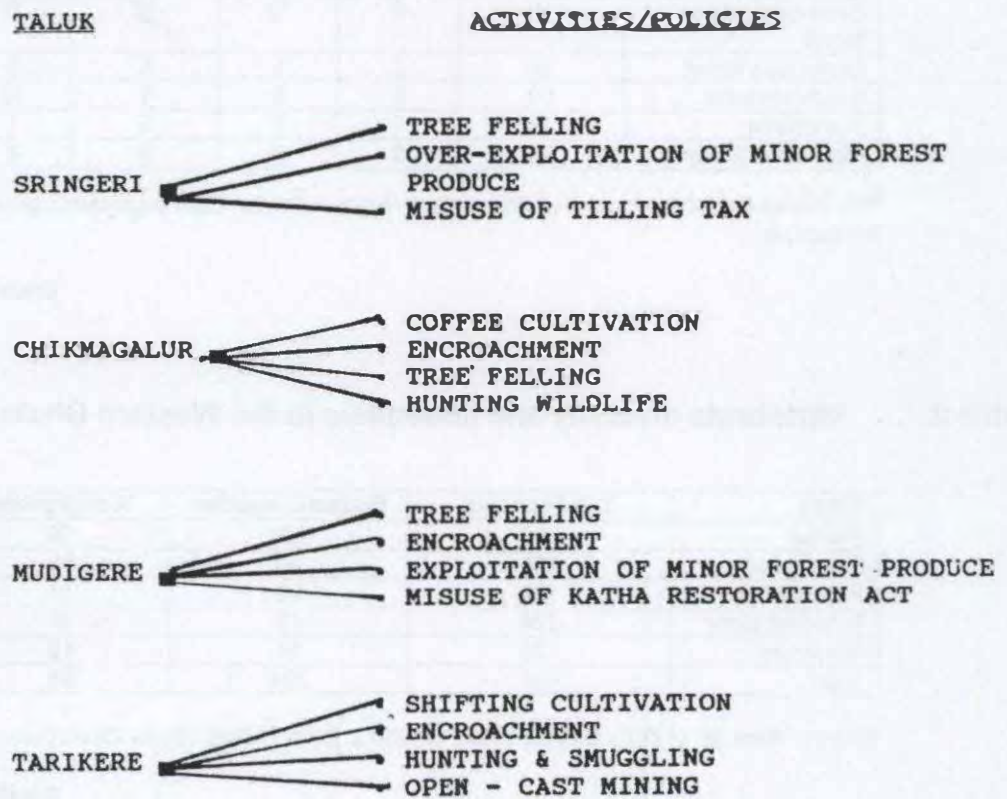 TALUK ACTIVITIES/POLICIES
TREE FELLING
OVER-EXPLOITATION OF MINOR FOREST
SRINGERI PRODUCE
MISUSE OF TILLING TAX
COFFEE CULTIVATION
CHIKMAGALUR ENCROACHMENT
TREE FELLING
HUNTING WILDLIFE
TREE FELLING
ENCROACHMENT
MUDIGERE EXPLOITATION OF MINOR FOREST PRODUCE
MISUSE OF KATHA RESTORATION ACT
SHIFTING CULTIVATION
ENCROACHMENT
TARIKERE HUNTING & SMUGGLING
OPEN - CAST MINING